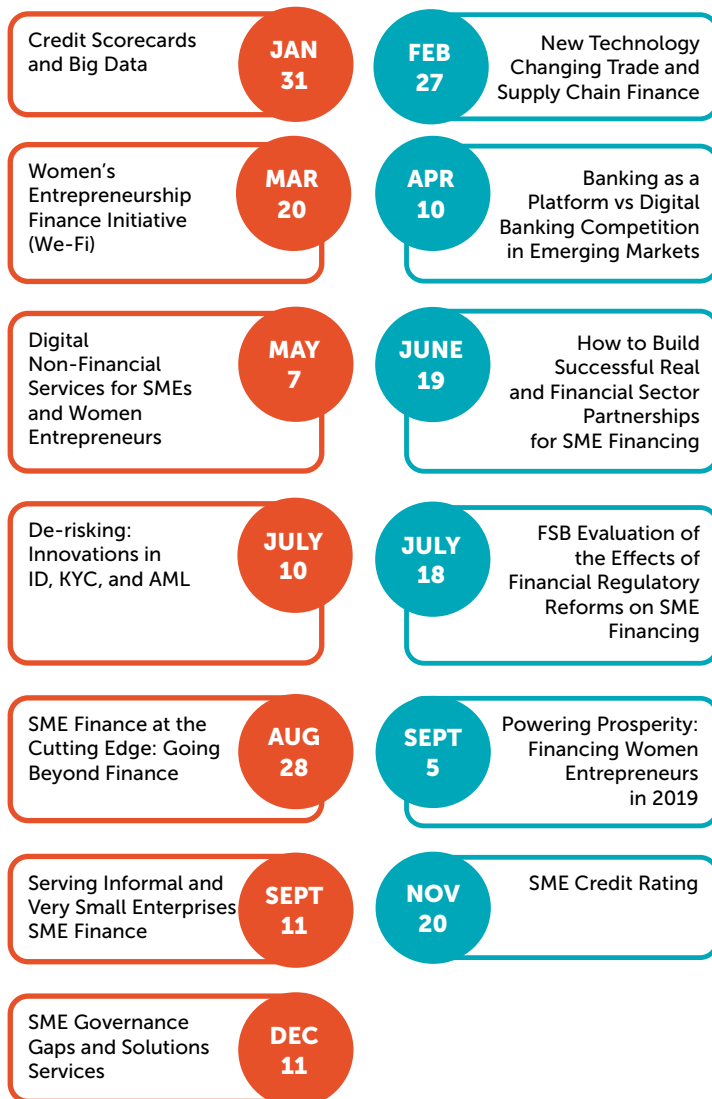 Credit Scorecards
and Big Data
JAN
31
FEB
27
New Technology
Changing Trade and
Supply Chain Finance
Women’s
Entrepreneurship
Finance Initiative
(We-Fi)
MAR
20
APR
10
Banking as a
Platform vs Digital
Banking Competition
in Emerging Markets
Digital
Non-Financial
Services for SMEs
and Women
Entrepreneurs
MAY
7
JUNE
19
How to Build
Successful Real
and Financial Sector
Partnerships
for SME Financing
De-risking:
Innovations in
ID, KYC, and AML
JULY
10
JULY
18
FSB Evaluation of
the Effects of
Financial Regulatory
Reforms on SME
Financing
SME Finance at the
Cutting Edge: Going
Beyond Finance
AUG
28
SEPT
5
Powering Prosperity:
Financing Women
Entrepreneurs
in 2019
Serving Informal and
Very Small Enterprises
SME Finance
SEPT
11
NOV
20
SME Credit Rating
SME Governance
Gaps and Solutions
Services
DEC
11